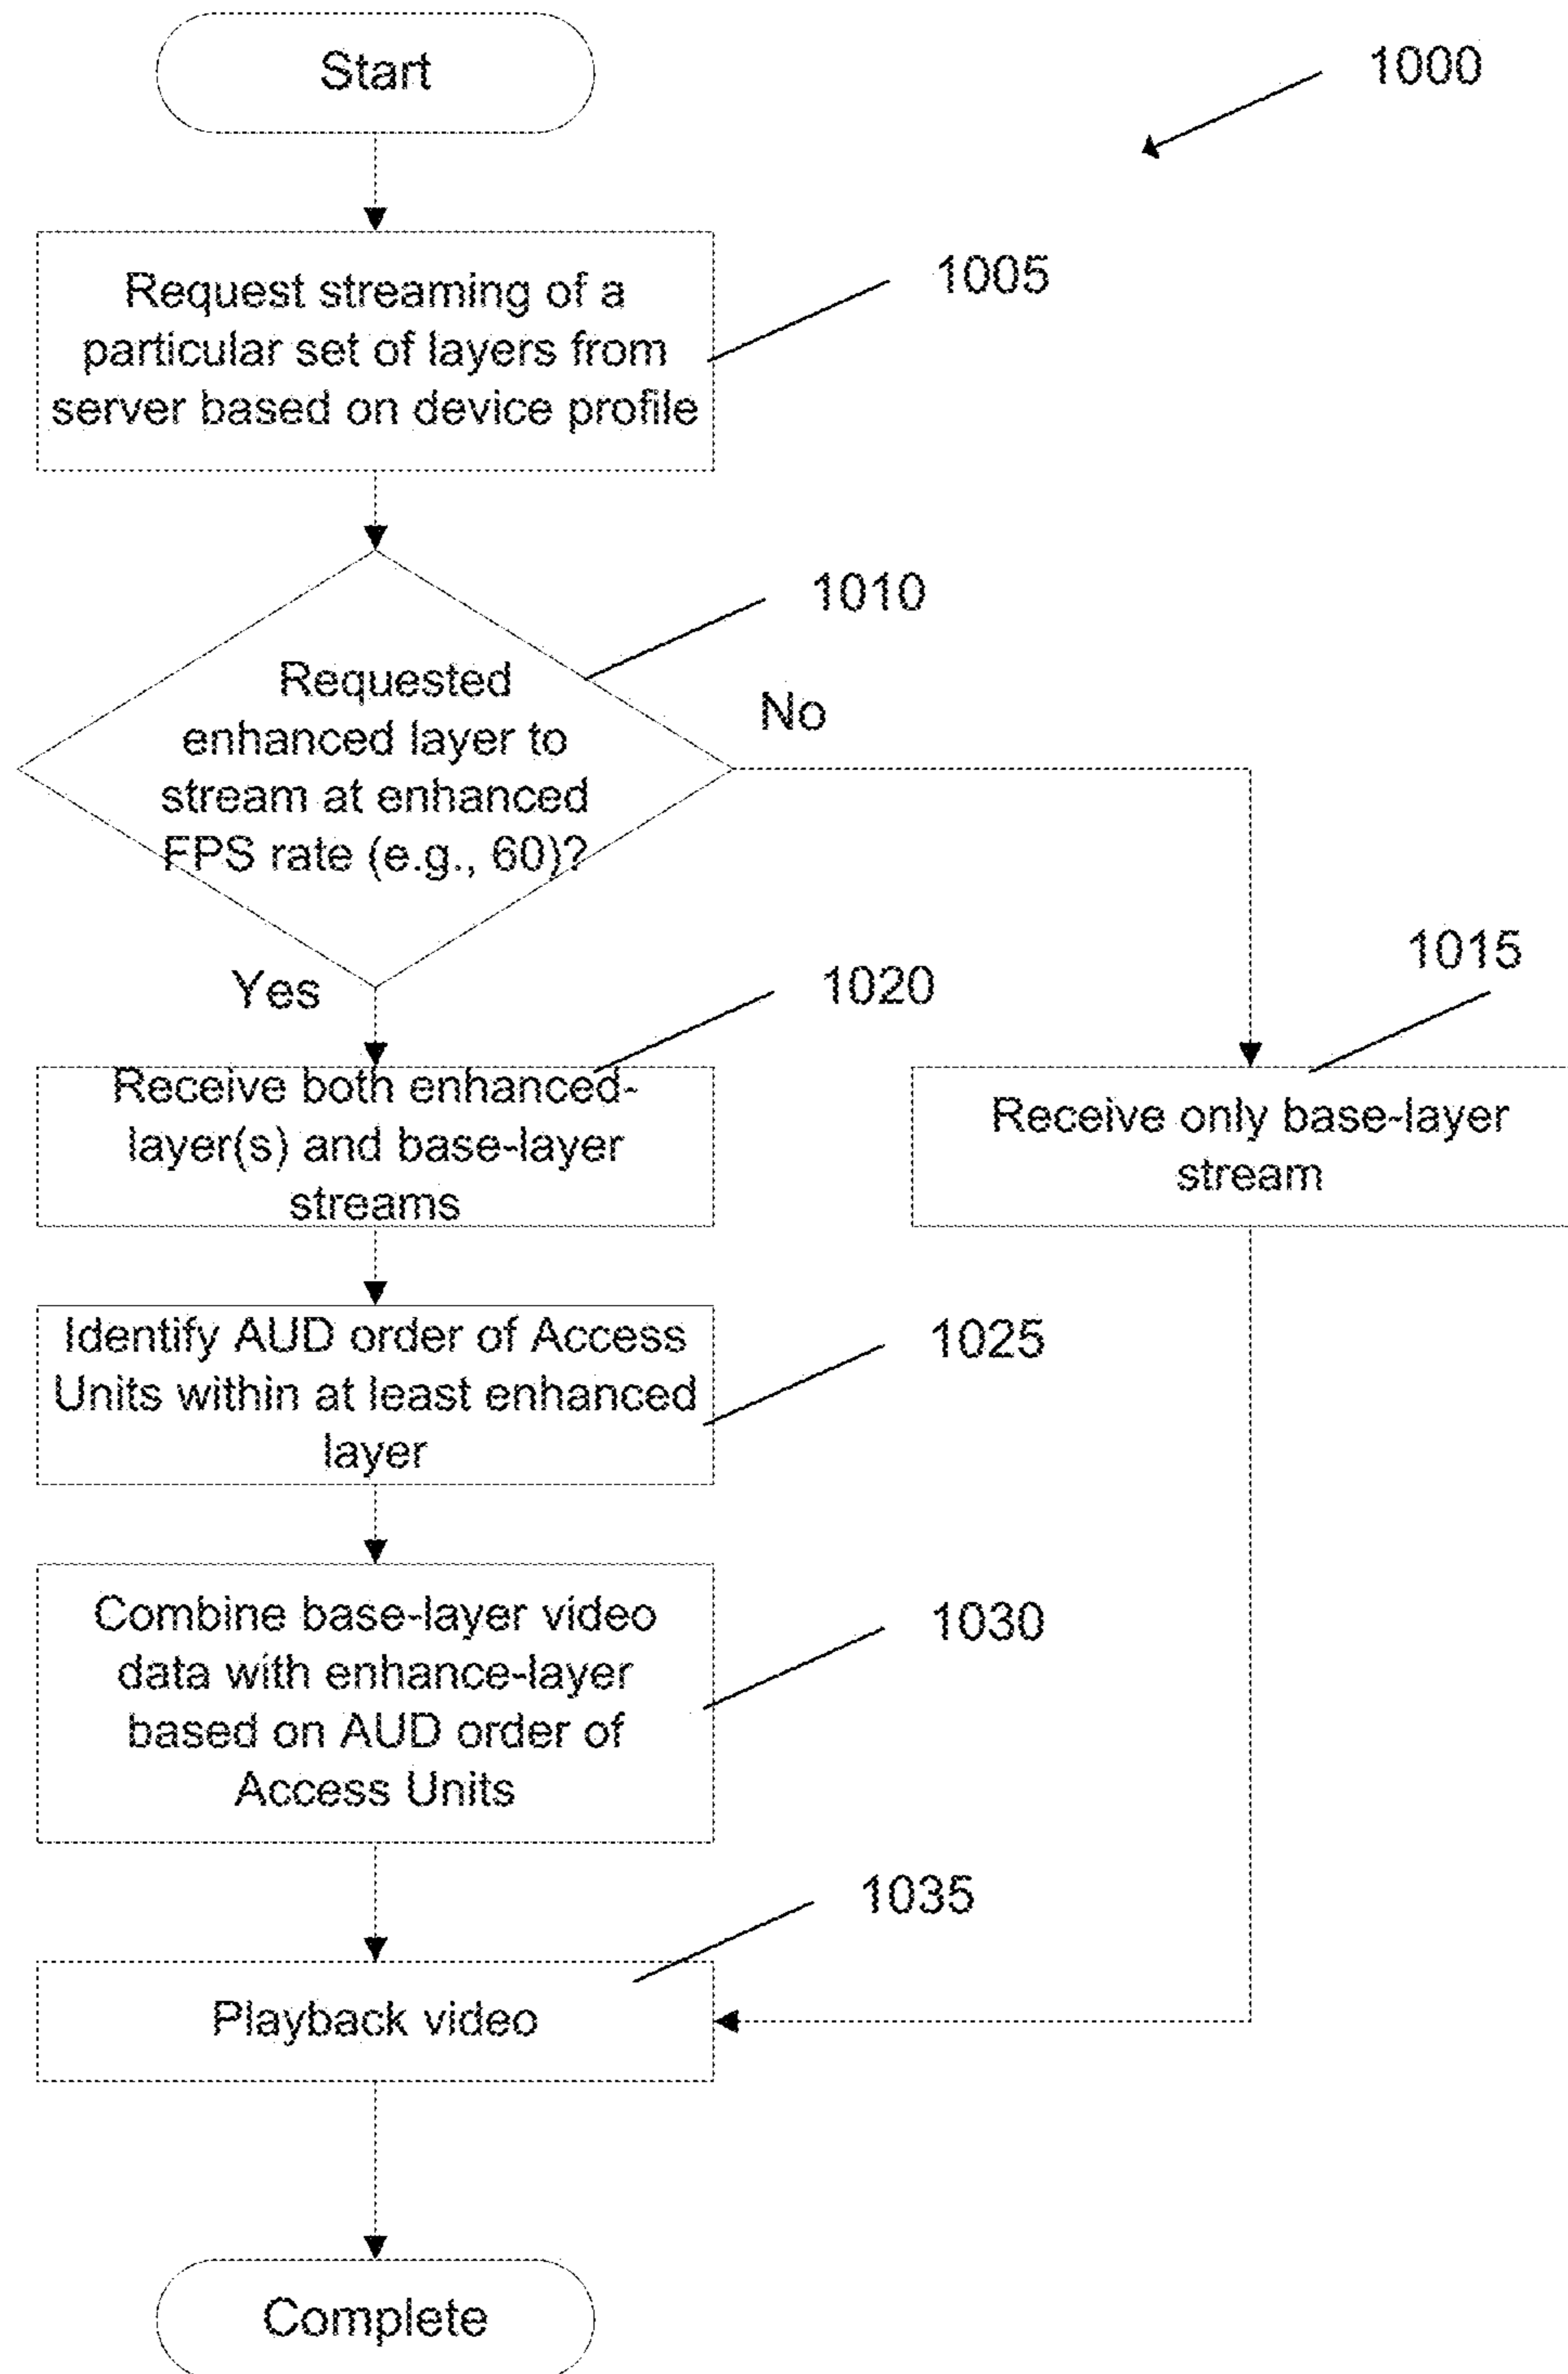 Start
1000
Request streaming of a
particular set of layers from
server based on device profile
1005
Requested
enhanced layer to
stream at enhanced
FPS rate (e.g., 60)?
1010
No
Yes
1020
Receive both enhanced-
layer(s) and base-layer
streams
1015
Receive only base-layer
stream
Identify AUD order of Access
Units within at least enhanced
layer
1025
Combine base-layer video
data with enhance-layer
based on AUD order of
Access Units
1030
1035
Playback video
Complete